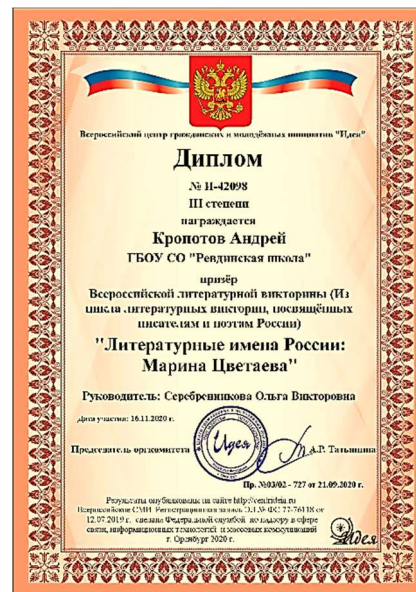 Всероссийский центр гражданских и молодёжных инициатив "Идея"
Диплом
№ И-42098
III степени
награждается
Кропотов Андрей
ГБОУ СО "Ревдинская школа"
призёр
Всероссийской литературной викторины (Из
цикла литературных викторин, посвящённых
писателям и поэтам России)
"Литературные имена России:
Марина Цветаева"
Руководитель: Серебренникова Ольга Викторовна
Дата участия: 16.11.2020 г.
Идея
Председатель оргкомитета А.Р. Татьянина
Пр. №03/02 - 727 от 21.09.2020 г.
Результаты опубликованы на сайте http://centrideia.ru
Всероссийское СМИ. Регистрационная запись ЭЛ № ФС 77-76118 от
12.07.2019 г. сделана Федеральной службой по надзору в сфере
связи, информационных технологий и массовых коммуникаций
г. Оренбург 2020 г.
Идея